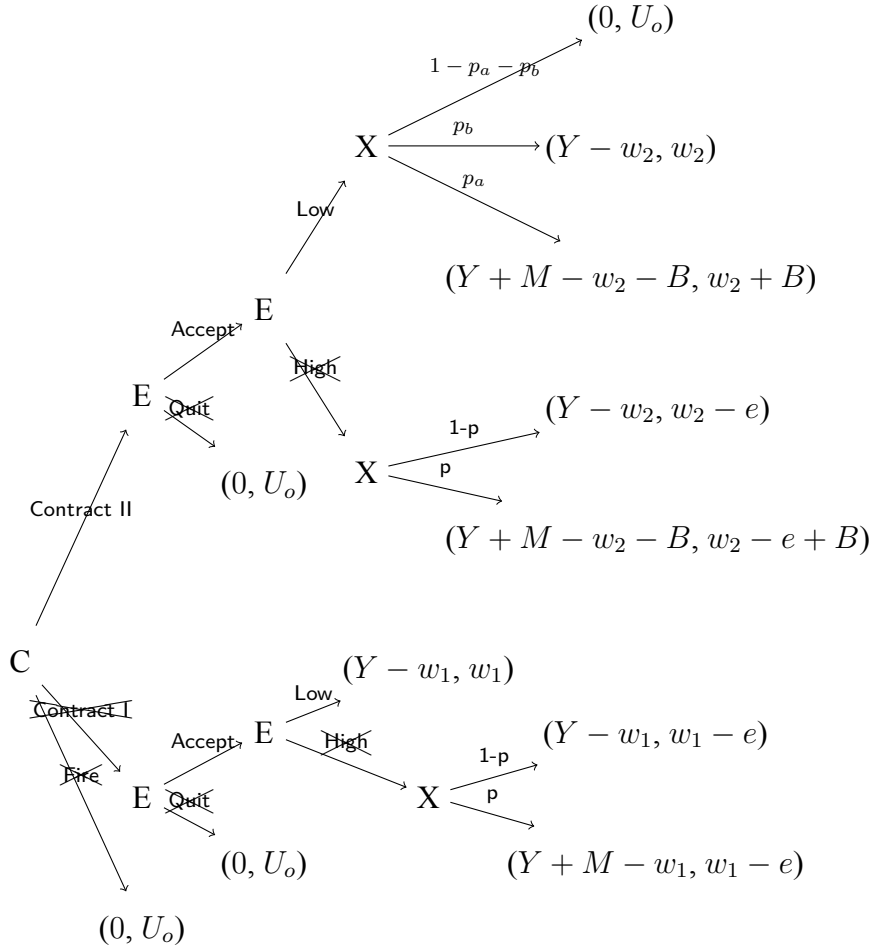 (0, U_o)
1 − p_a − p_b
X
p_b
(Y − w_2, w_2)
p_a
Low
(Y + M − w_2 − B, w_2 + B)
E
Accept
High
E
Quit
(Y − w_2, w_2 − e)
1-p
X
p
(0, U_o)
Contract II
(Y + M − w_2 − B, w_2 − e + B)
C
(Y − w_1, w_1)
Low
Contract I
E
Accept
High
(Y − w_1, w_1 − e)
1-p
Fire
E
Quit
X
p
(0, U_o)
(Y + M − w_1, w_1 − e)
(0, U_o)